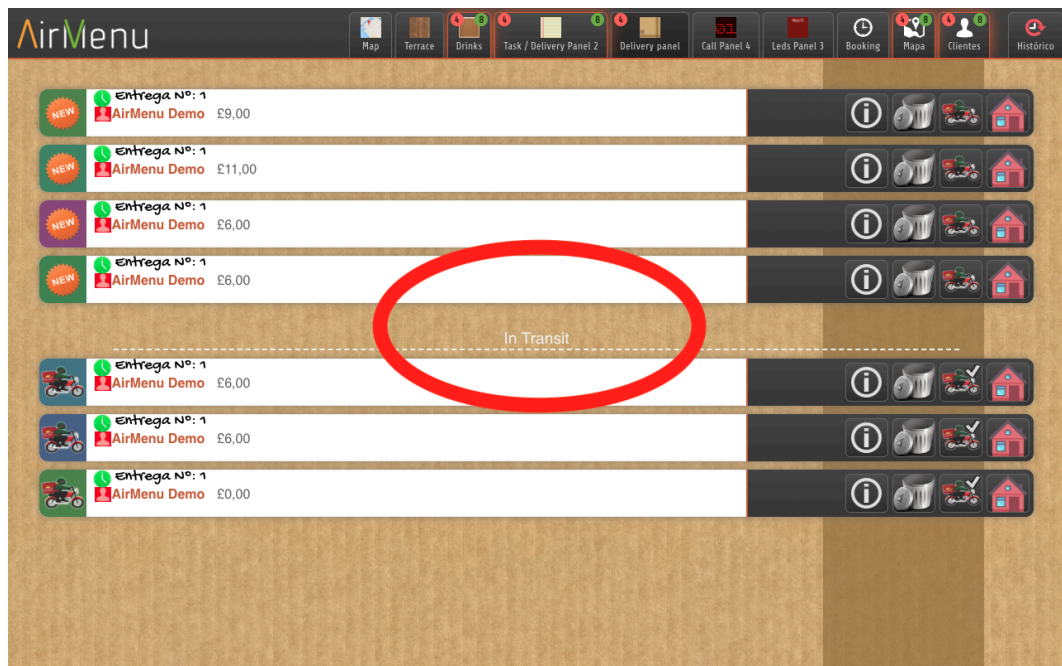 AirMenu
4 8 4 8 4 4 8 4 8
Map Terrace Drinks Task / Delivery Panel 2 Delivery panel Call Panel 4 Leds Panel 3 Booking Mapa Clientes Histórico
Entrega Nº: 1
NEW AirMenu Demo £9,00
Entrega Nº: 1
NEW AirMenu Demo £11,00
Entrega Nº: 1
NEW AirMenu Demo £6,00
Entrega Nº: 1
NEW AirMenu Demo £6,00
In Transit
Entrega Nº: 1
AirMenu Demo £6,00
Entrega Nº: 1
AirMenu Demo £6,00
Entrega Nº: 1
AirMenu Demo £0,00